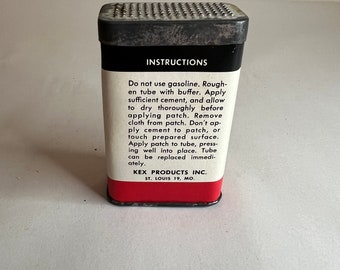 INSTRUCTIONS
Do not use gasoline. Rough-
en tube with buffer. Apply
sufficient cement, and allow
to dry thoroughly before
applying patch. Remove
cloth from patch. Don't ap-
ply cement to patch, or
touch prepared surface.
Apply patch to tube, press-
ing well into place. Tube
can be replaced immedi-
ately.
KEX PRODUCTS INC.
ST. LOUIS 19, MO.